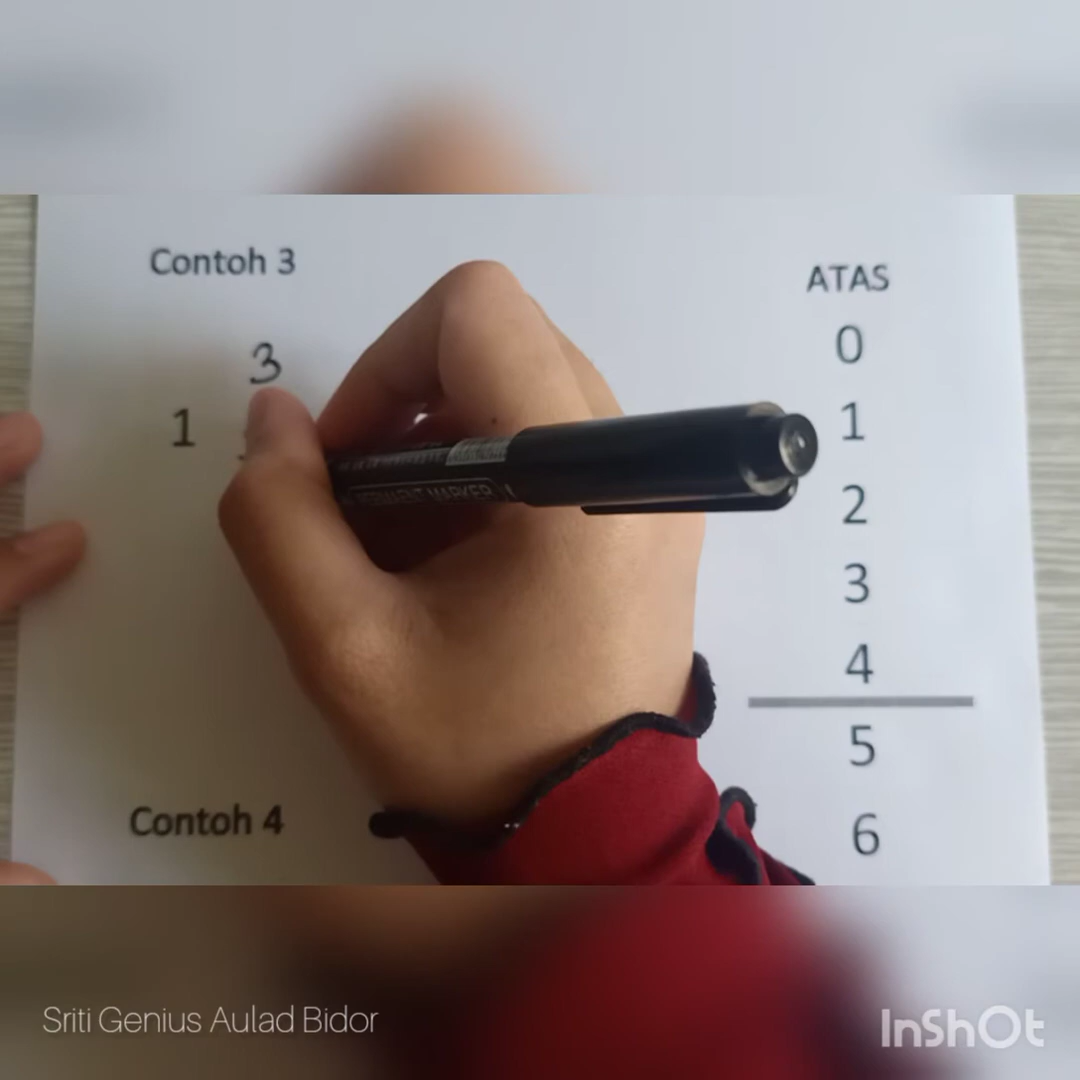 Contoh 3
3
1
ATAS
0
1
2
3
4
5
6
PERMANENT MARKER
Contoh 4
Sriti Genius Aulad Bidor
InShOt